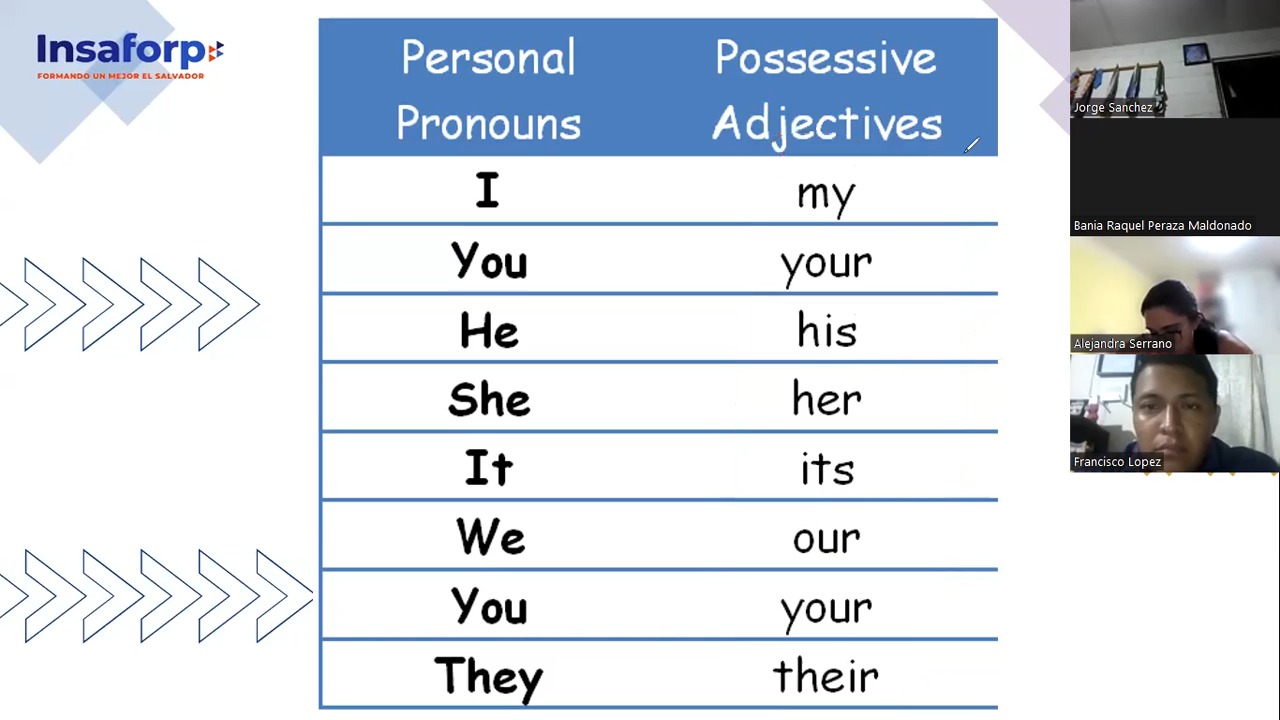 Insaforp
FORMANDO UN MEJOR EL SALVADOR
Personal Pronouns
Possessive Adjectives
I my
You your
He his
She her
It its
We our
You your
They their
Jorge Sanchez
Bania Raquel Peraza Maldonado
Alejandra Serrano
Francisco Lopez